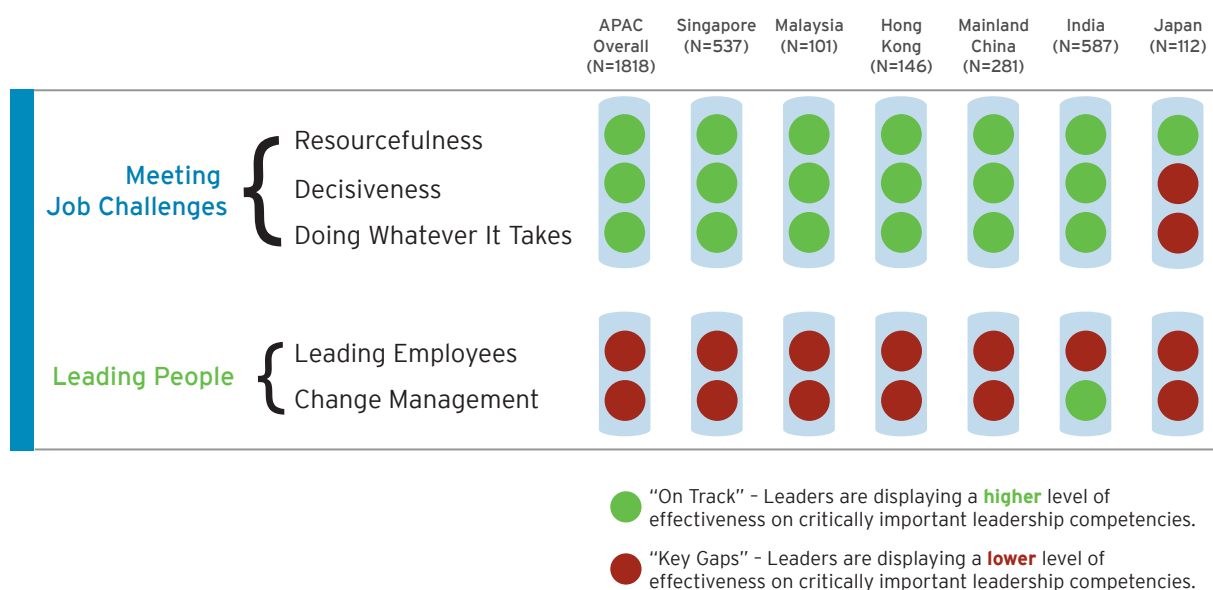 APAC Overall (N=1818)
Singapore (N=537)
Malaysia (N=101)
Hong Kong (N=146)
Mainland China (N=281)
India (N=587)
Japan (N=112)
Meeting Job Challenges
Resourcefulness
Decisiveness
Doing Whatever It Takes
Leading People
Leading Employees
Change Management
“On Track” – Leaders are displaying a higher level of
effectiveness on critically important leadership competencies.
“Key Gaps” – Leaders are displaying a lower level of
effectiveness on critically important leadership competencies.